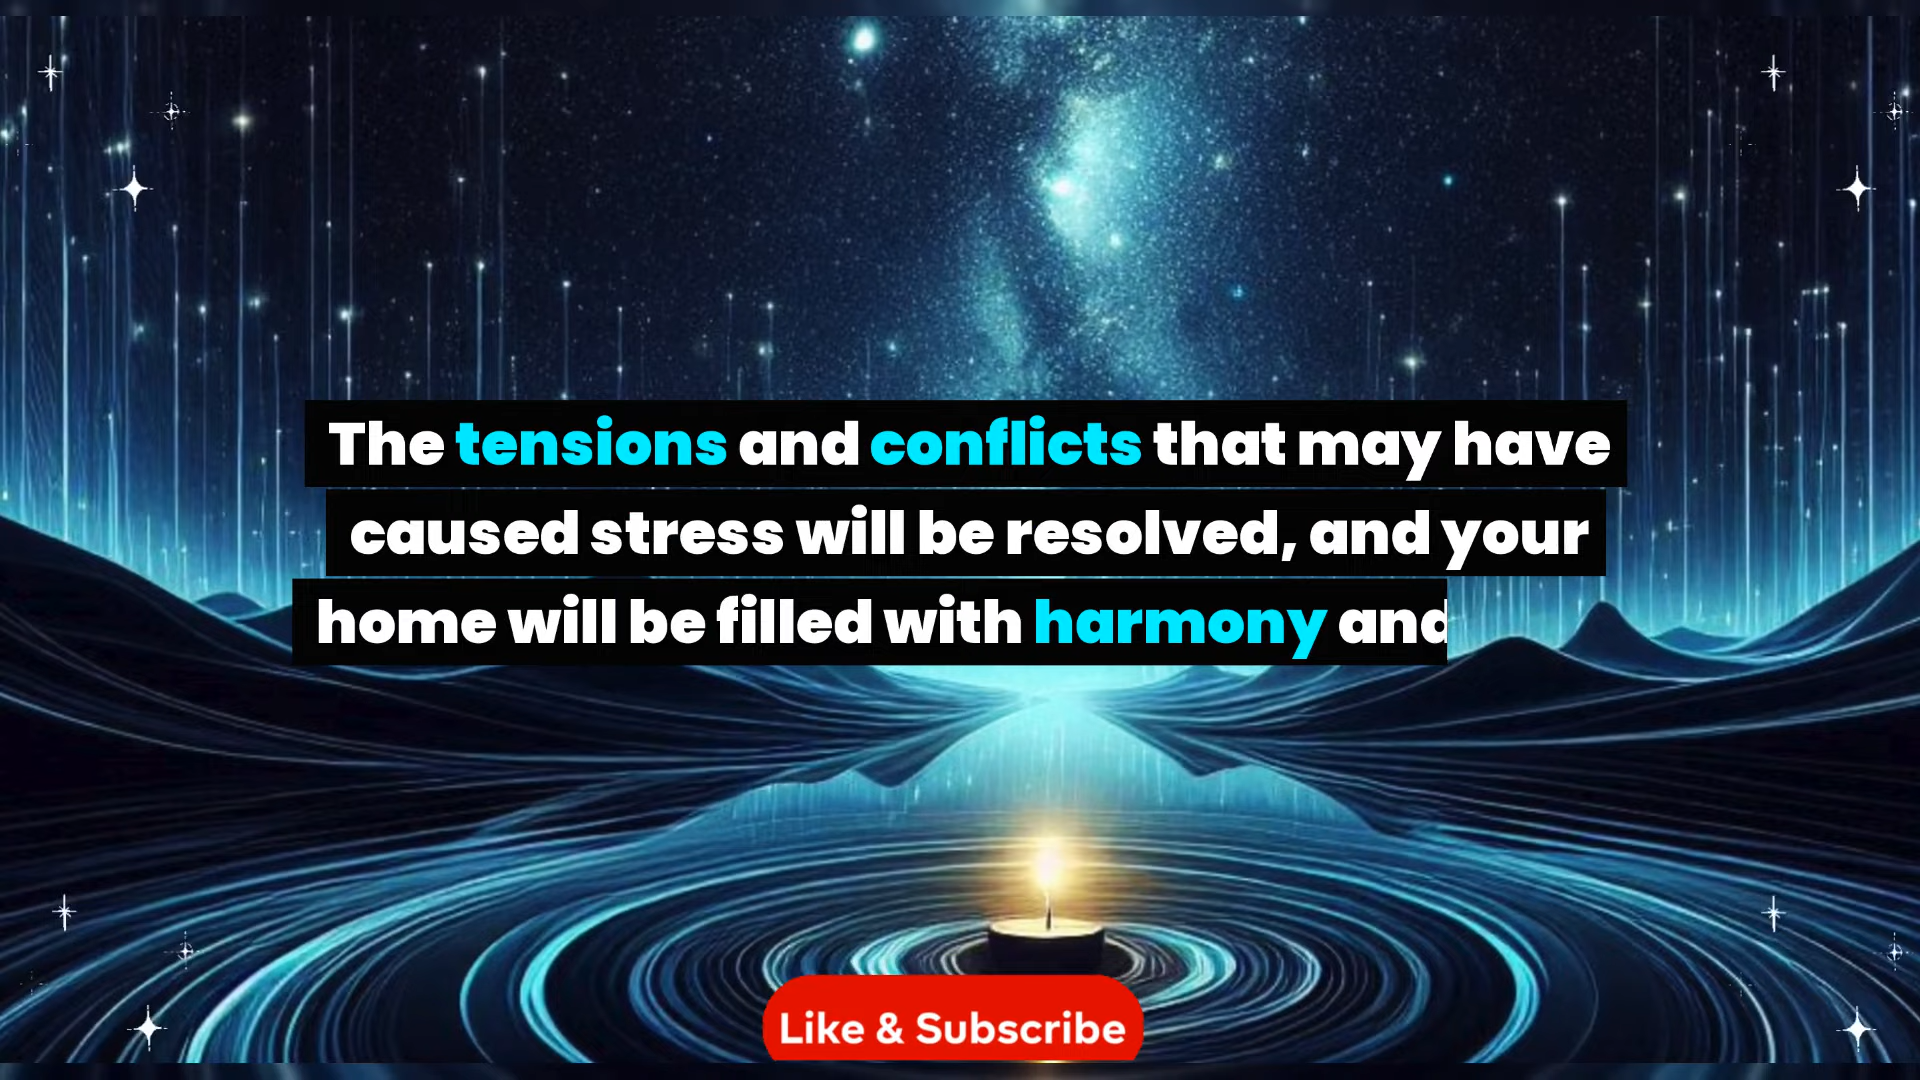 The tensions and conflicts that may have
caused stress will be resolved, and your
home will be filled with harmony and
Like & Subscribe